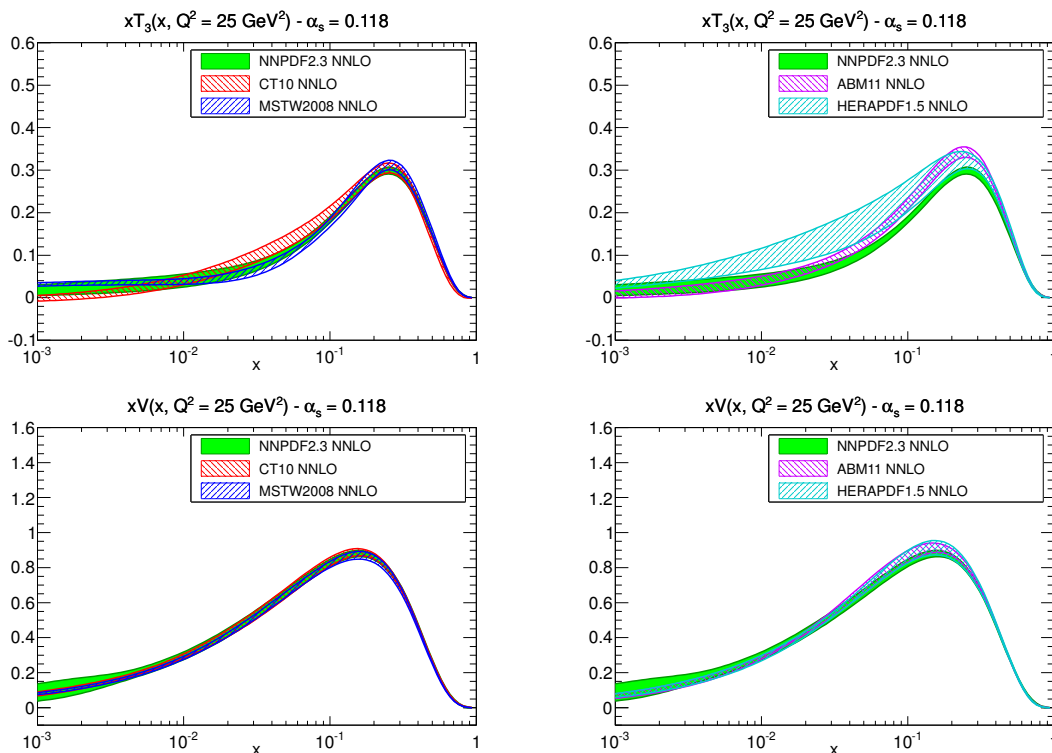 xT₃(x, Q² = 25 GeV²) - αₛ = 0.118
0.6
0.5
0.4
0.3
0.2
0.1
0
-0.1
NNPDF2.3 NNLO
CT10 NNLO
MSTW2008 NNLO
10⁻³
10⁻²
10⁻¹
1
x
xT₃(x, Q² = 25 GeV²) - αₛ = 0.118
0.6
0.5
0.4
0.3
0.2
0.1
0
-0.1
NNPDF2.3 NNLO
ABM11 NNLO
HERAPDF1.5 NNLO
10⁻³
10⁻²
10⁻¹
1
x
xV(x, Q² = 25 GeV²) - αₛ = 0.118
1.6
1.4
1.2
1
0.8
0.6
0.4
0.2
0
NNPDF2.3 NNLO
CT10 NNLO
MSTW2008 NNLO
10⁻³
10⁻²
10⁻¹
1
x
xV(x, Q² = 25 GeV²) - αₛ = 0.118
1.6
1.4
1.2
1
0.8
0.6
0.4
0.2
0
NNPDF2.3 NNLO
ABM11 NNLO
HERAPDF1.5 NNLO
10⁻³
10⁻²
10⁻¹
1
x